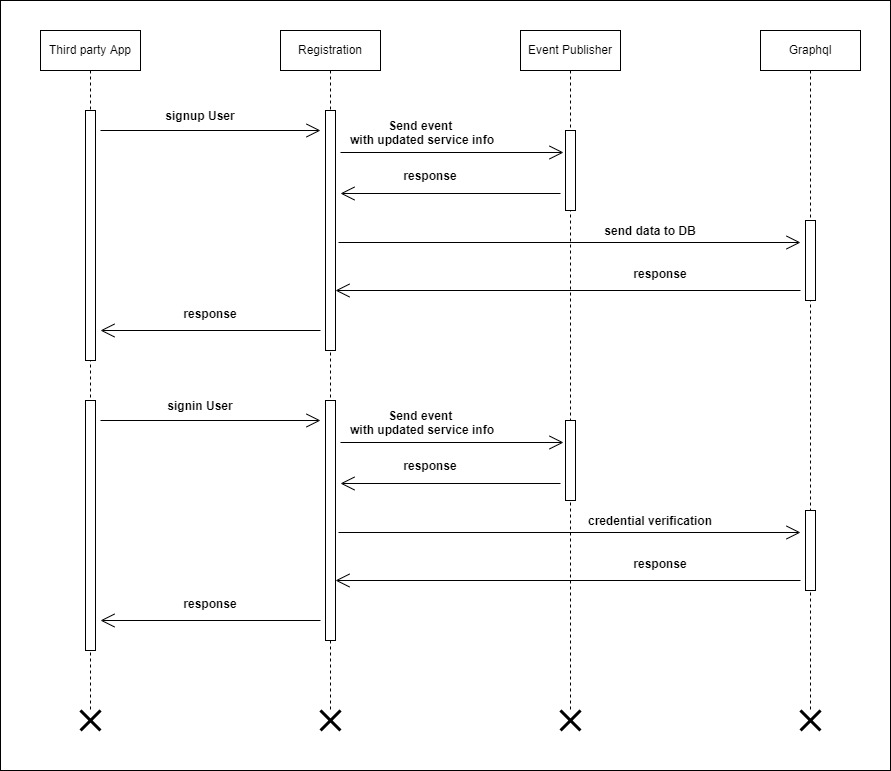 Third party App
Registration
Event Publisher
Graphql
signup User
Send event
with updated service info
response
send data to DB
response
response
signin User
Send event
with updated service info
response
credential verification
response
response